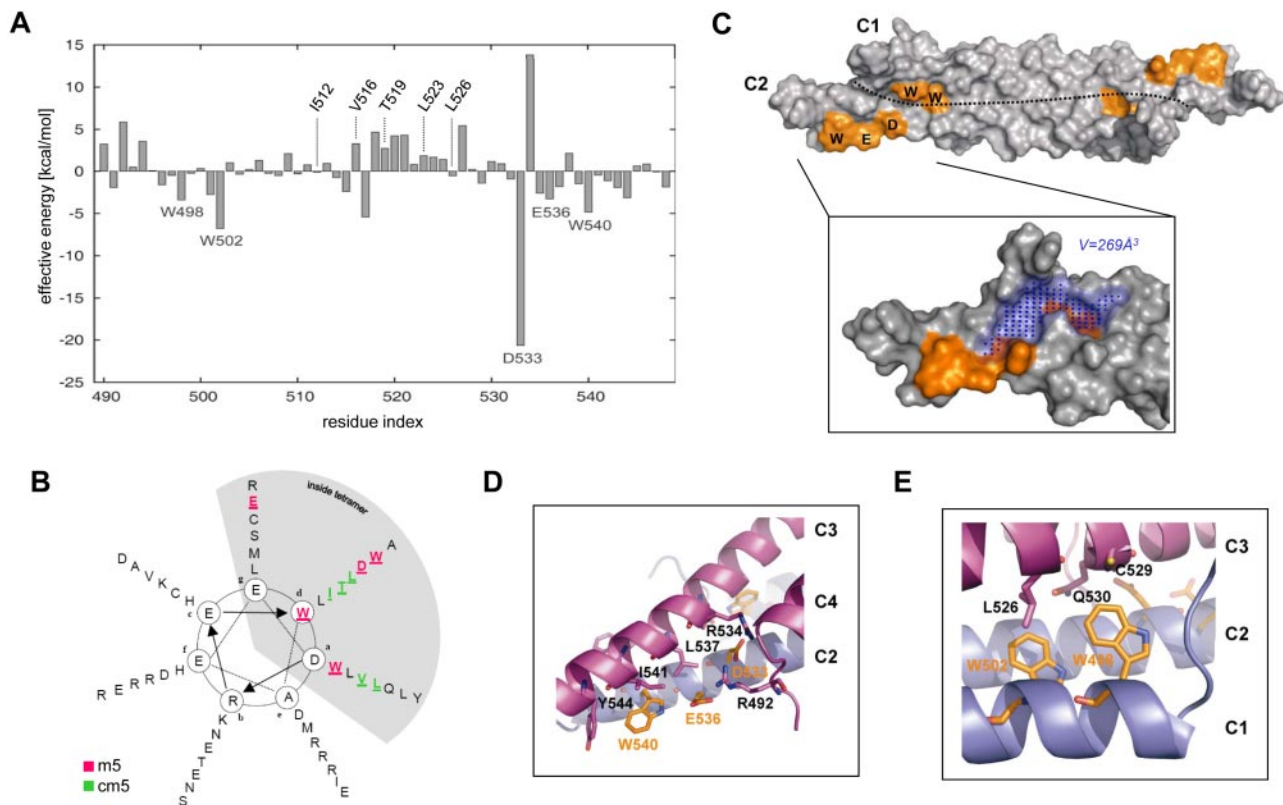 A
effective energy [kcal/mol]
15
10
5
0
-5
-10
-15
-20
-25
I512
V516
T519
L523
L526
W498
W502
D533
E536
W540
490
500
510
520
530
540
residue index
C
C1
C2
W W
W E D
V=269Å³
B
inside tetramer
R
E
C
S
M
L
g E
D A V K C H
c E
f E
R E R R D H
b R
K N E T E N S
e A
D M R R R I E
a D
W L V L Q L Y
d W
L I T L D W A
m5
cm5
D
C3
C4
C2
R534
L537
D533
I541
Y544
R492
E536
W540
E
C3
C529
Q530
L526
C2
W502
W498
C1